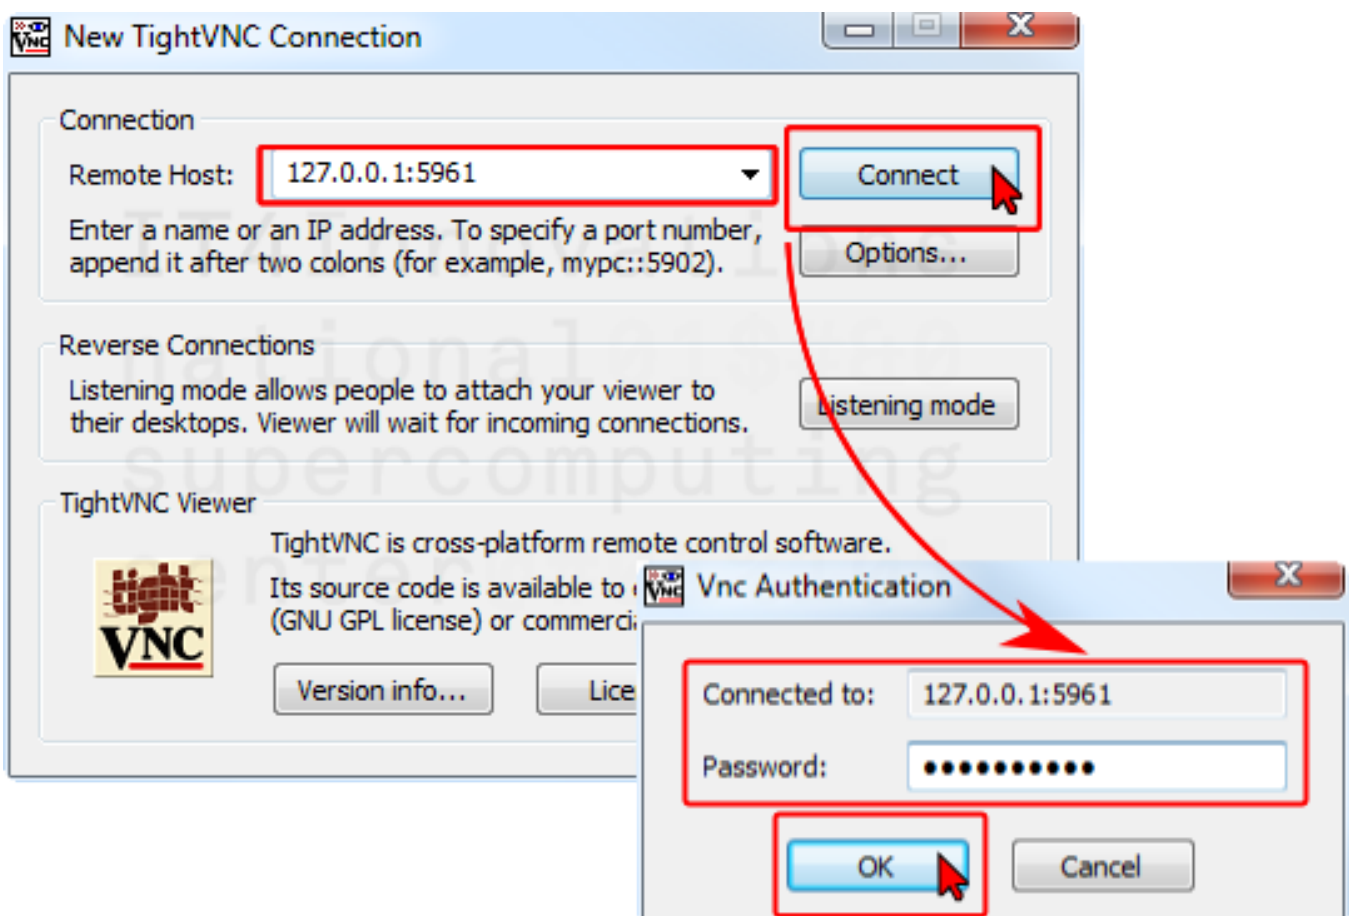 New TightVNC Connection
Connection
Remote Host:
127.0.0.1:5961
Connect
Enter a name or an IP address. To specify a port number,
append it after two colons (for example, mypc::5902).
Options...
Reverse Connections
Listening mode allows people to attach your viewer to
their desktops. Viewer will wait for incoming connections.
Listening mode
TightVNC Viewer
TightVNC is cross-platform remote control software.
Its source code is available to
(GNU GPL license) or
tight
VNC
Version info...
Vnc Authentication
Connected to:
127.0.0.1:5961
Password:
●●●●●●●●●●
OK
Cancel
IT4Innovations
national
supercomputing
center